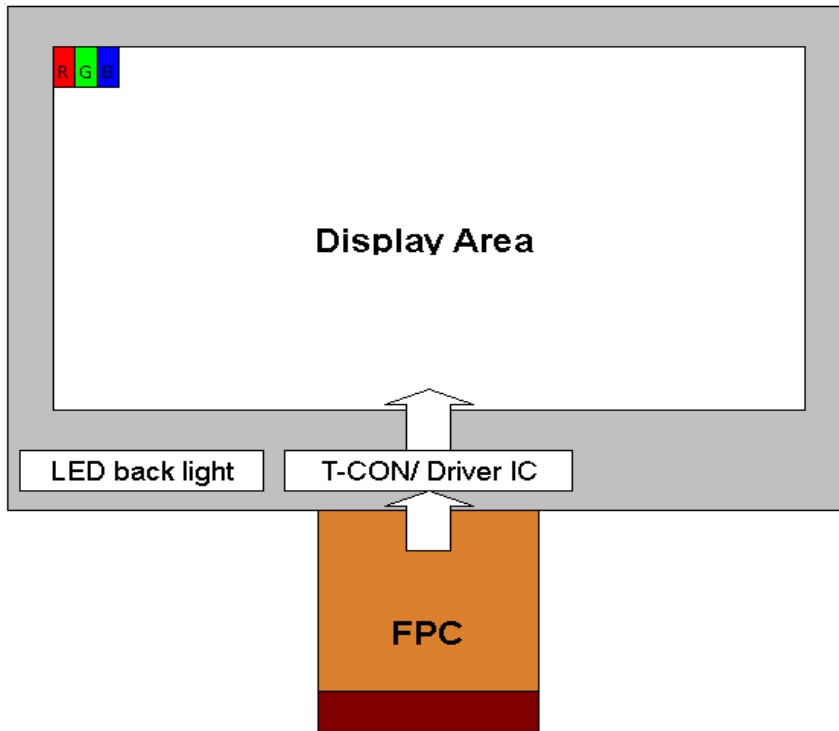 R G B
Display Area
LED back light
T-CON/ Driver IC
FPC